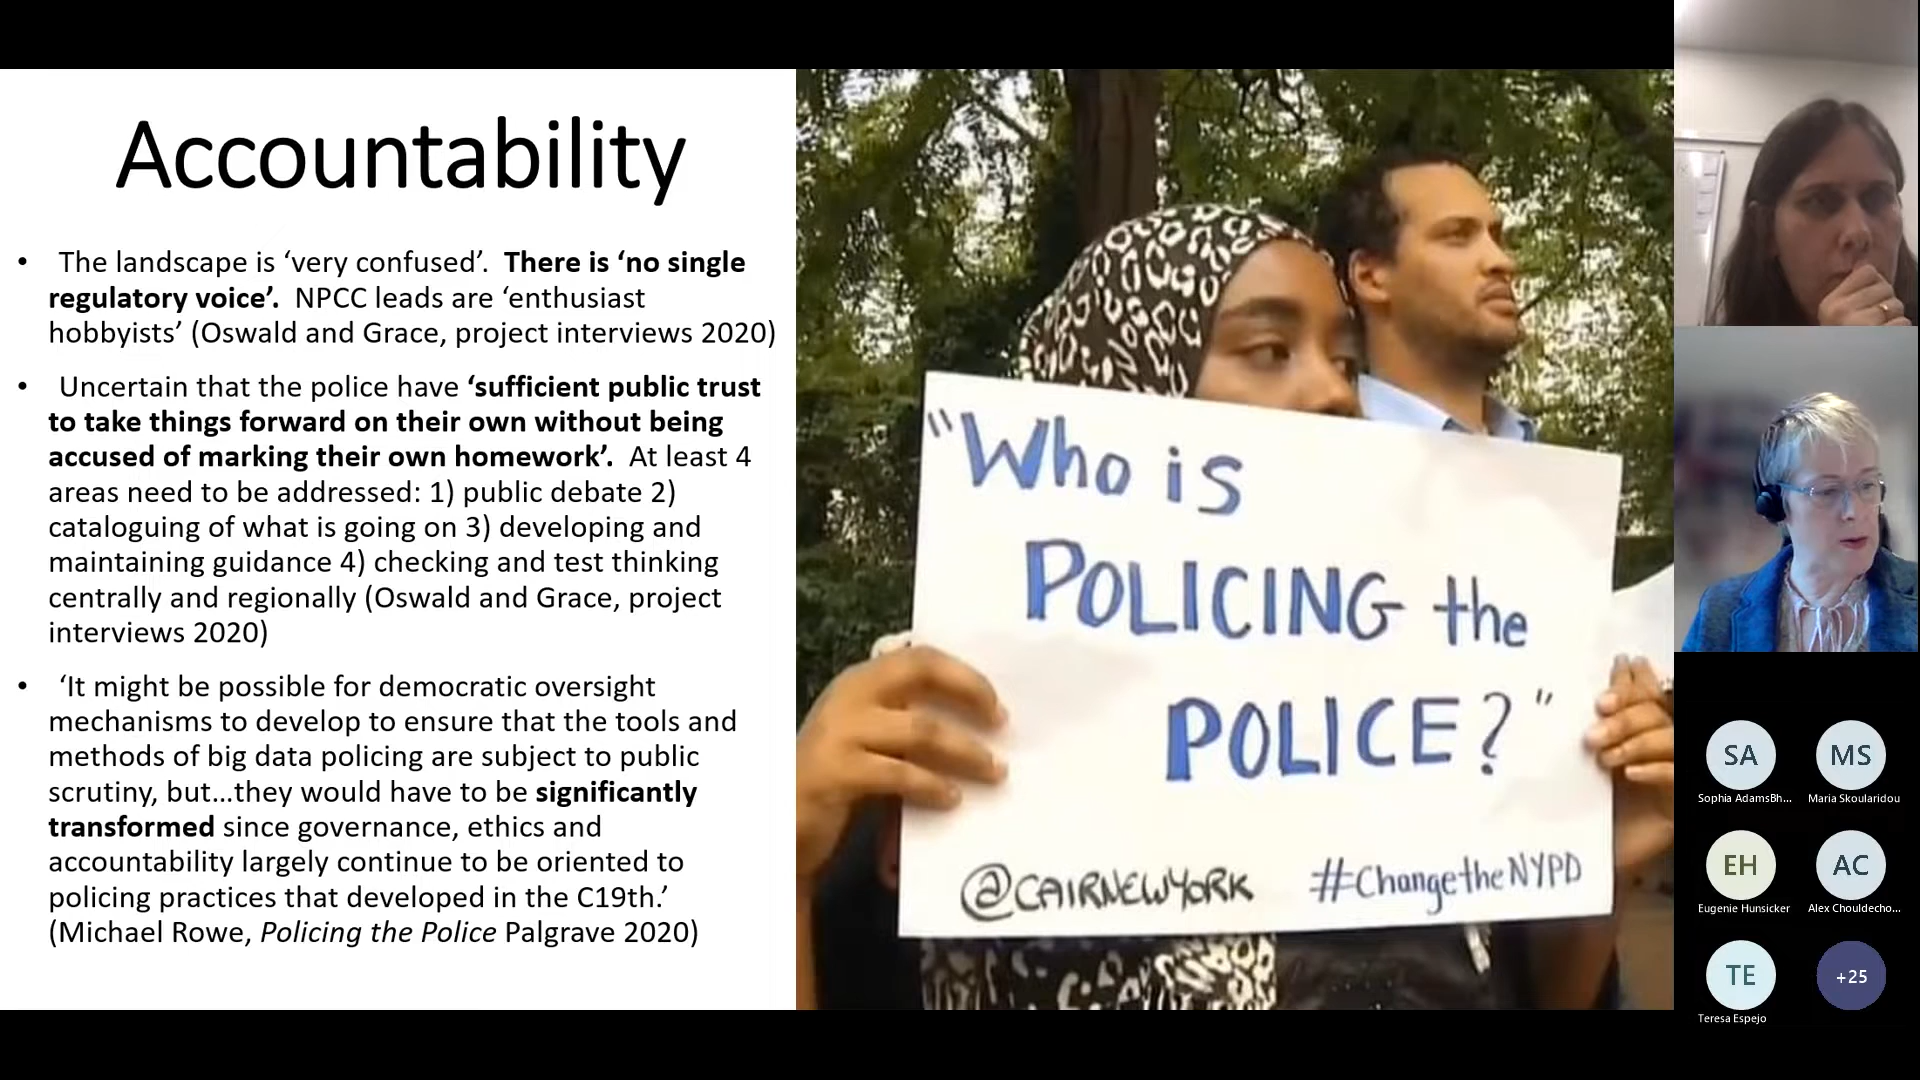 Accountability
• The landscape is ‘very confused’. There is ‘no single
regulatory voice’. NPCC leads are ‘enthusiast
hobbyists’ (Oswald and Grace, project interviews 2020)
• Uncertain that the police have ‘sufficient public trust
to take things forward on their own without being
accused of marking their own homework’. At least 4
areas need to be addressed: 1) public debate 2)
cataloguing of what is going on 3) developing and
maintaining guidance 4) checking and test thinking
centrally and regionally (Oswald and Grace, project
interviews 2020)
• ‘It might be possible for democratic oversight
mechanisms to develop to ensure that the tools and
methods of big data policing are subject to public
scrutiny, but…they would have to be significantly
transformed since governance, ethics and
accountability largely continue to be oriented to
policing practices that developed in the C19th.’
(Michael Rowe, Policing the Police Palgrave 2020)
"Who is
POLICING the
POLICE?"
@CAIRNEWYORK #ChangetheNYPD
SA MS
Sophia AdamsBh... Maria Skoularidou
EH AC
Eugenie Hunsicker Alex Chouldecho...
TE +25
Teresa Espejo